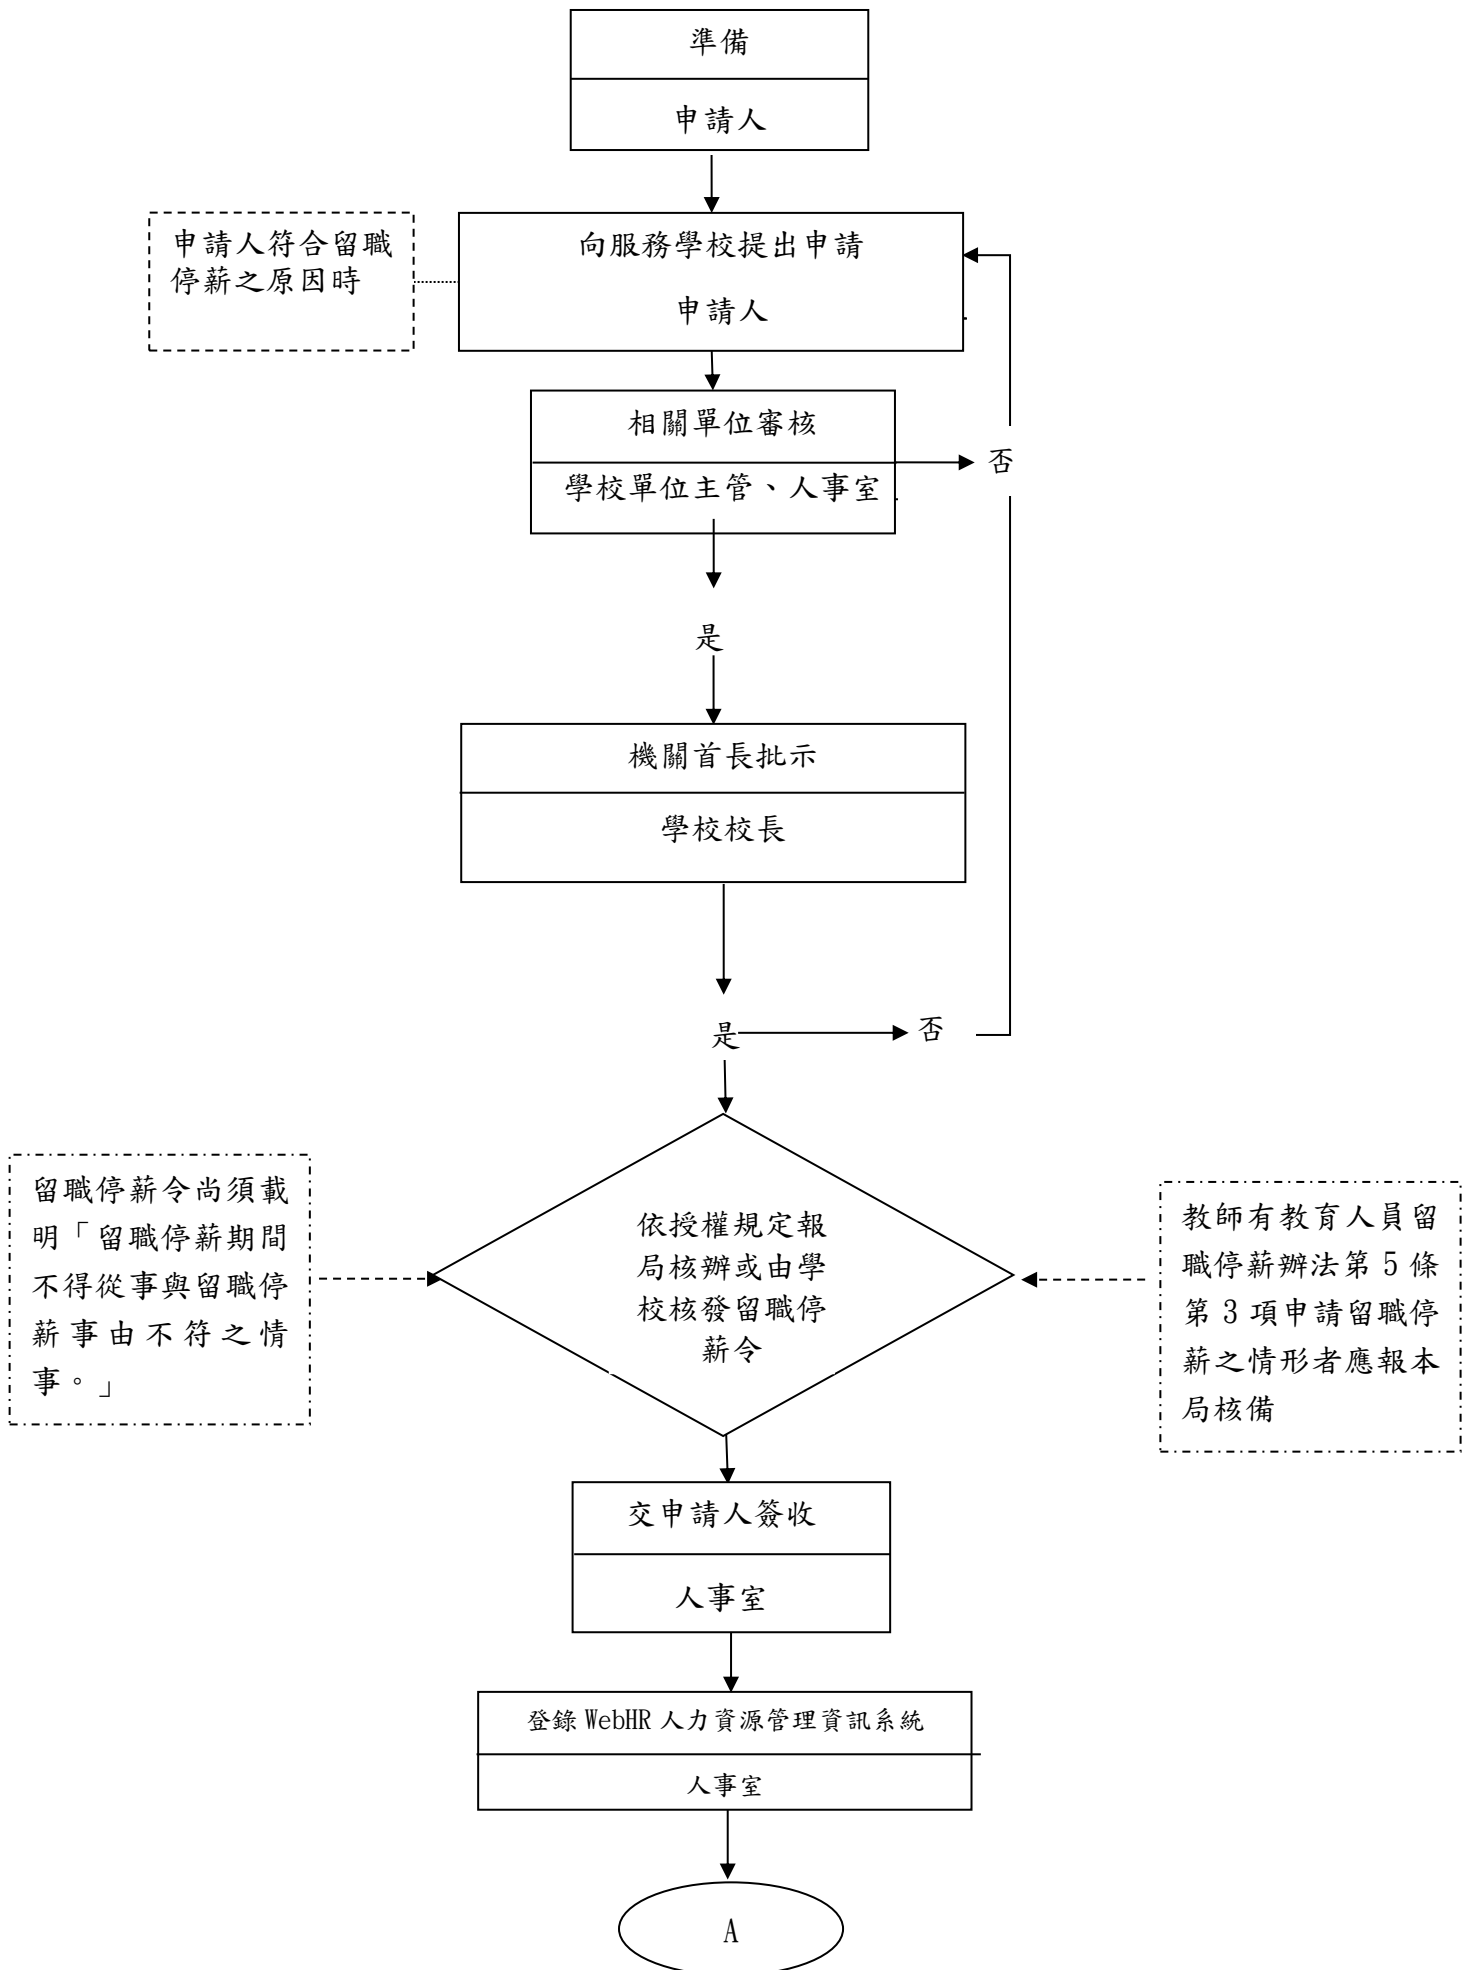 準備
申請人
申請人符合留職
停薪之原因時
向服務學校提出申請
申請人
相關單位審核
學校單位主管、人事室
否
是
機關首長批示
學校校長
是
否
留職停薪令尚須載
明「留職停薪期間
不得從事與留職停
薪事由不符之情
事。」
依授權規定報
局核辦或由學
校核發留職停
薪令
教師有教育人員留
職停薪辦法第 5 條
第 3 項申請留職停
薪之情形者應報本
局核備
交申請人簽收
人事室
登錄 WebHR 人力資源管理資訊系統
人事室
A